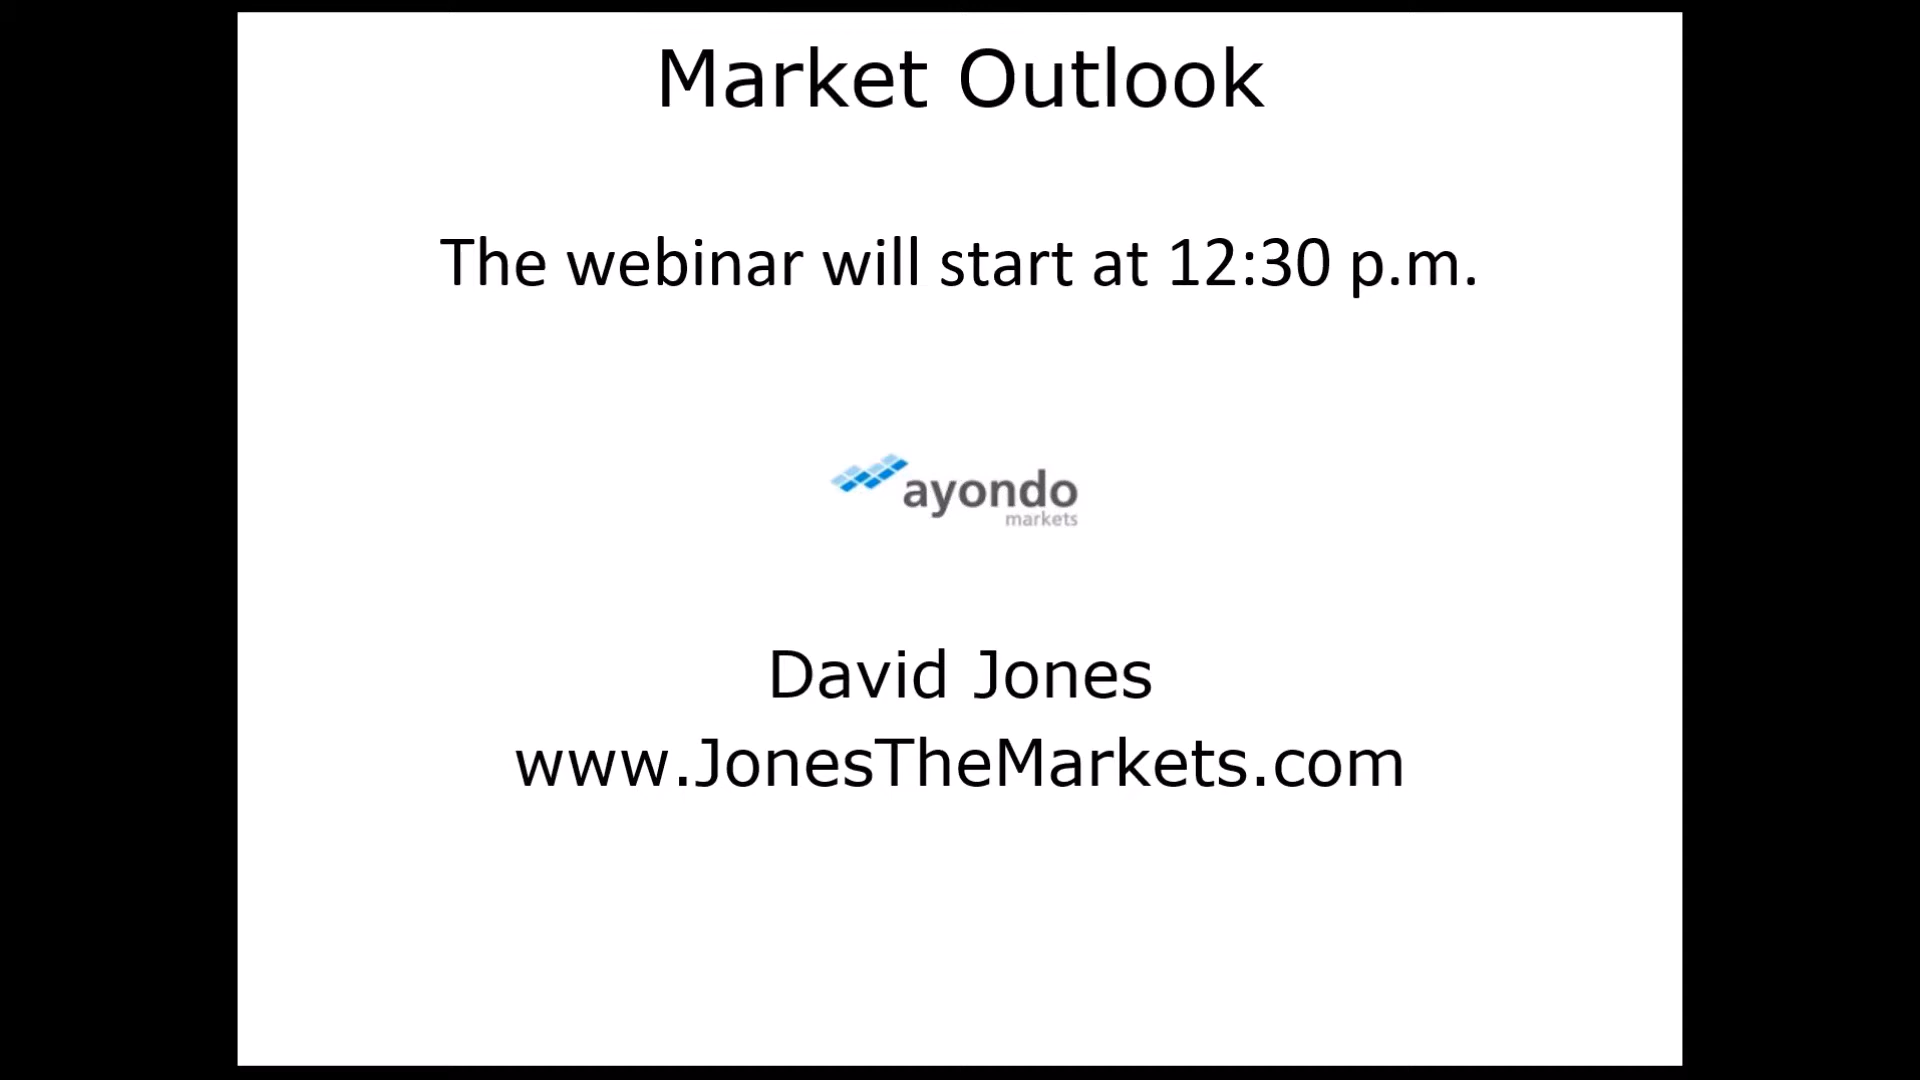 Market Outlook
The webinar will start at 12:30 p.m.
ayondo
markets
David Jones
www.JonesTheMarkets.com